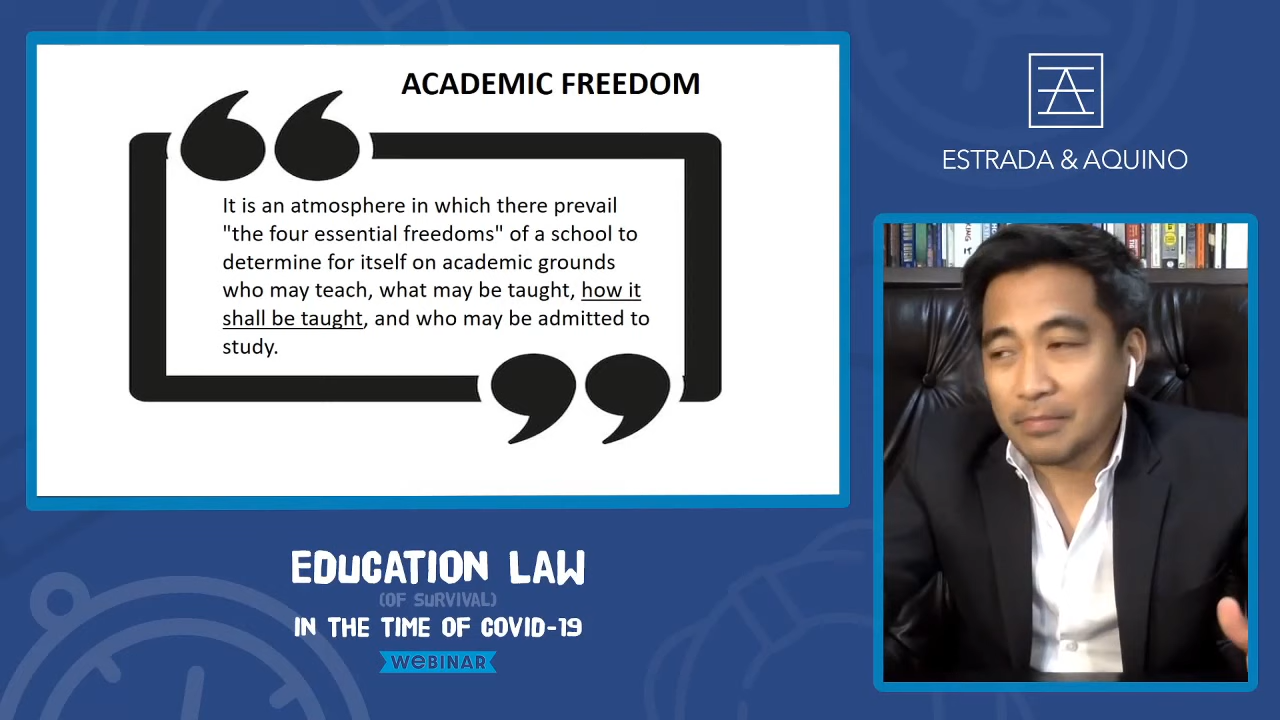 ACADEMIC FREEDOM
It is an atmosphere in which there prevail
"the four essential freedoms" of a school to
determine for itself on academic grounds
who may teach, what may be taught, how it
shall be taught, and who may be admitted to
study.
ESTRADA & AQUINO
EDUCATION LAW
(OF SURVIVAL)
IN THE TIME OF COVID-19
WEBINAR